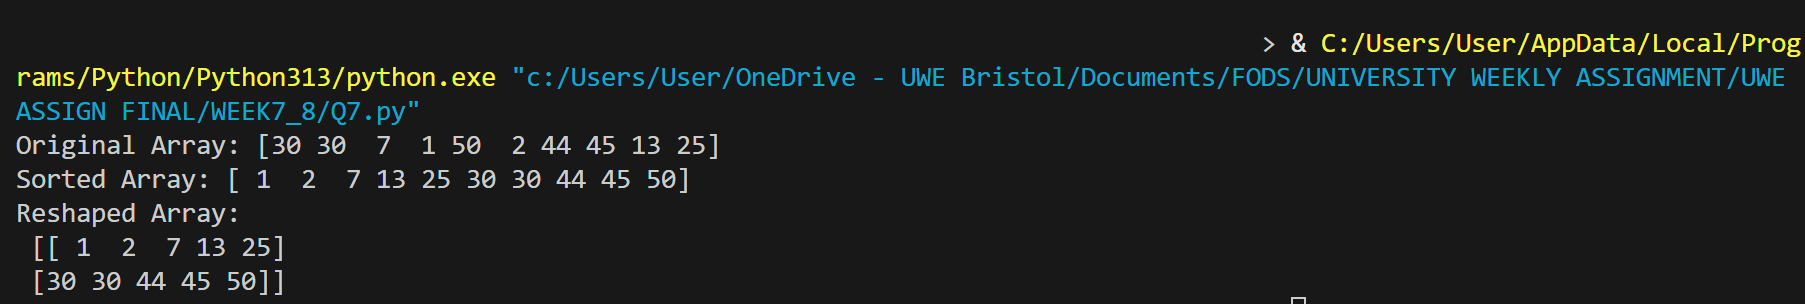 > & C:/Users/User/AppData/Local/Prog
rams/Python/Python313/python.exe "c:/Users/User/OneDrive - UWE Bristol/Documents/FODS/UNIVERSITY WEEKLY ASSIGNMENT/UWE
ASSIGN FINAL/WEEK7_8/Q7.py"
Original Array: [30 30  7  1 50  2 44 45 13 25]
Sorted Array: [ 1  2  7 13 25 30 30 44 45 50]
Reshaped Array:
 [[ 1  2  7 13 25]
 [30 30 44 45 50]]